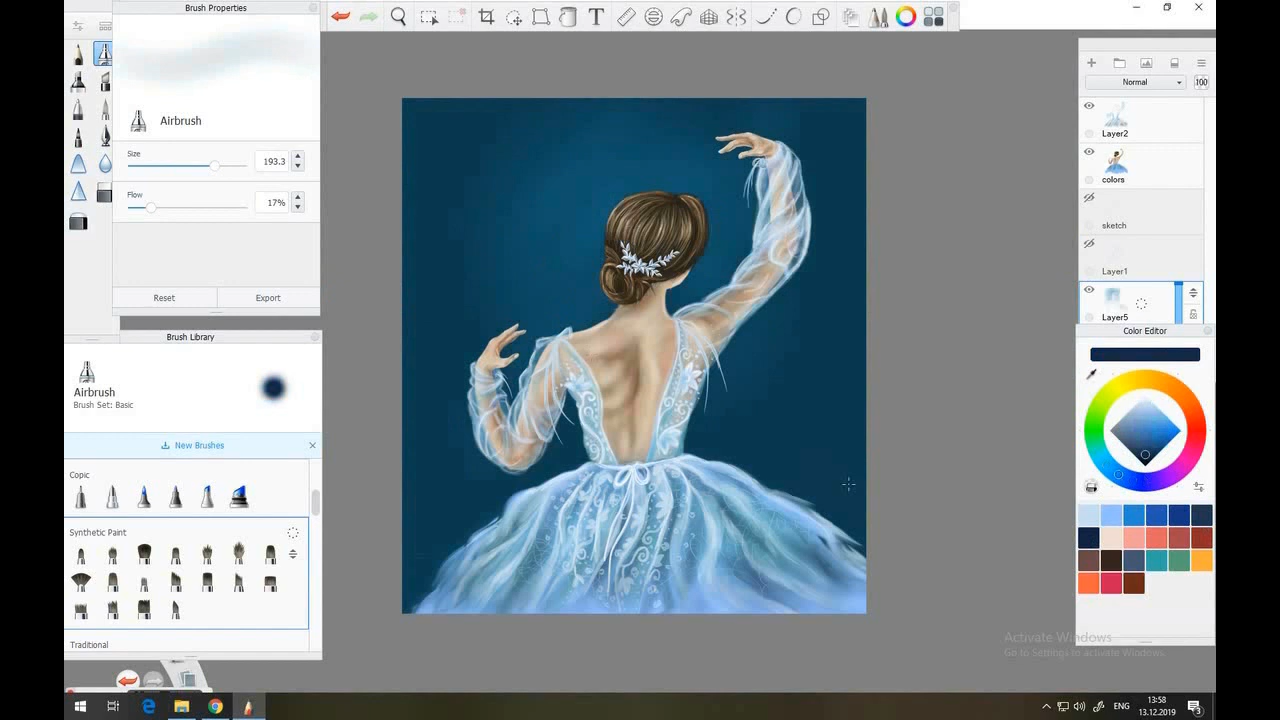 Brush Properties
Airbrush
Size
193.3
Flow
17%
Reset
Export
Brush Library
Airbrush
Brush Set: Basic
New Brushes
Copic
Synthetic Paint
Traditional
T
Normal
100
Layer2
colors
sketch
Layer1
Layer5
Color Editor
Activate Windows
Go to Settings to activate Windows.
ENG
13:58
13.12.2019
3